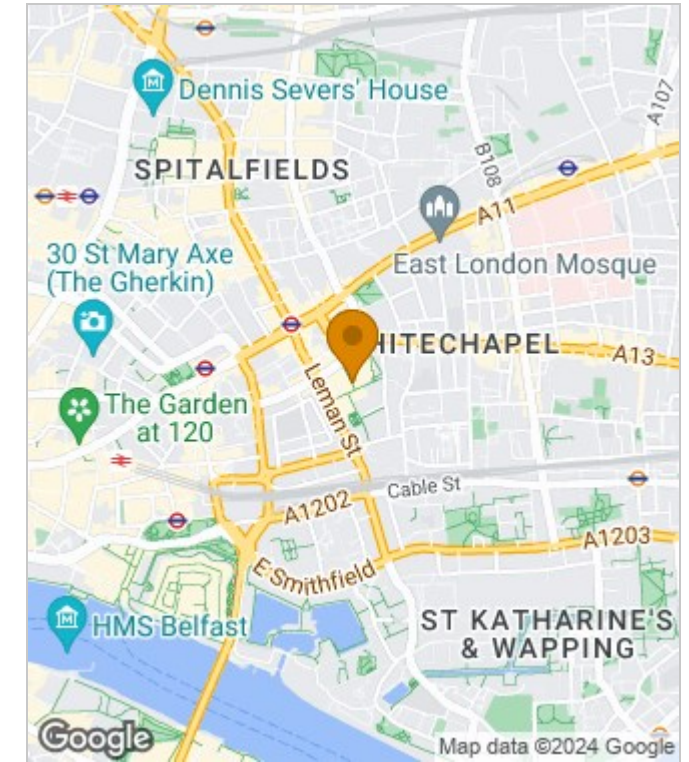 Dennis Severs' House
A107
SPITALFIELDS
B108
A11
30 St Mary Axe
(The Gherkin)
East London Mosque
HITECHAPEL
A13
Leman St
The Garden
at 120
Cable St
A1202
A1203
E Smithfield
ST KATHARINE'S
& WAPPING
HMS Belfast
Google
Map data ©2024 Google